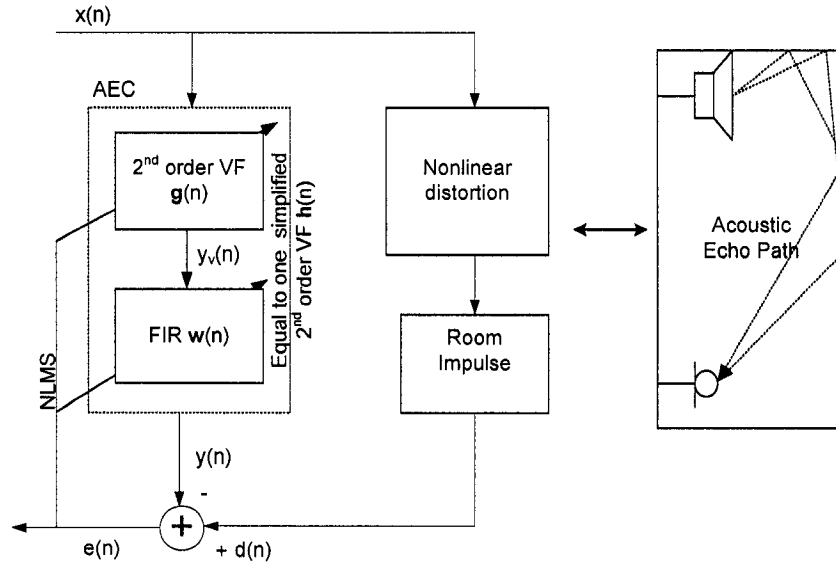 x(n)
AEC
2nd order VF
g(n)
yv(n)
FIR w(n)
Equal to one simplified
2nd order VF h(n)
NLMS
y(n)
-
+
e(n)
+ d(n)
Nonlinear
distortion
Room
Impulse
Acoustic
Echo Path